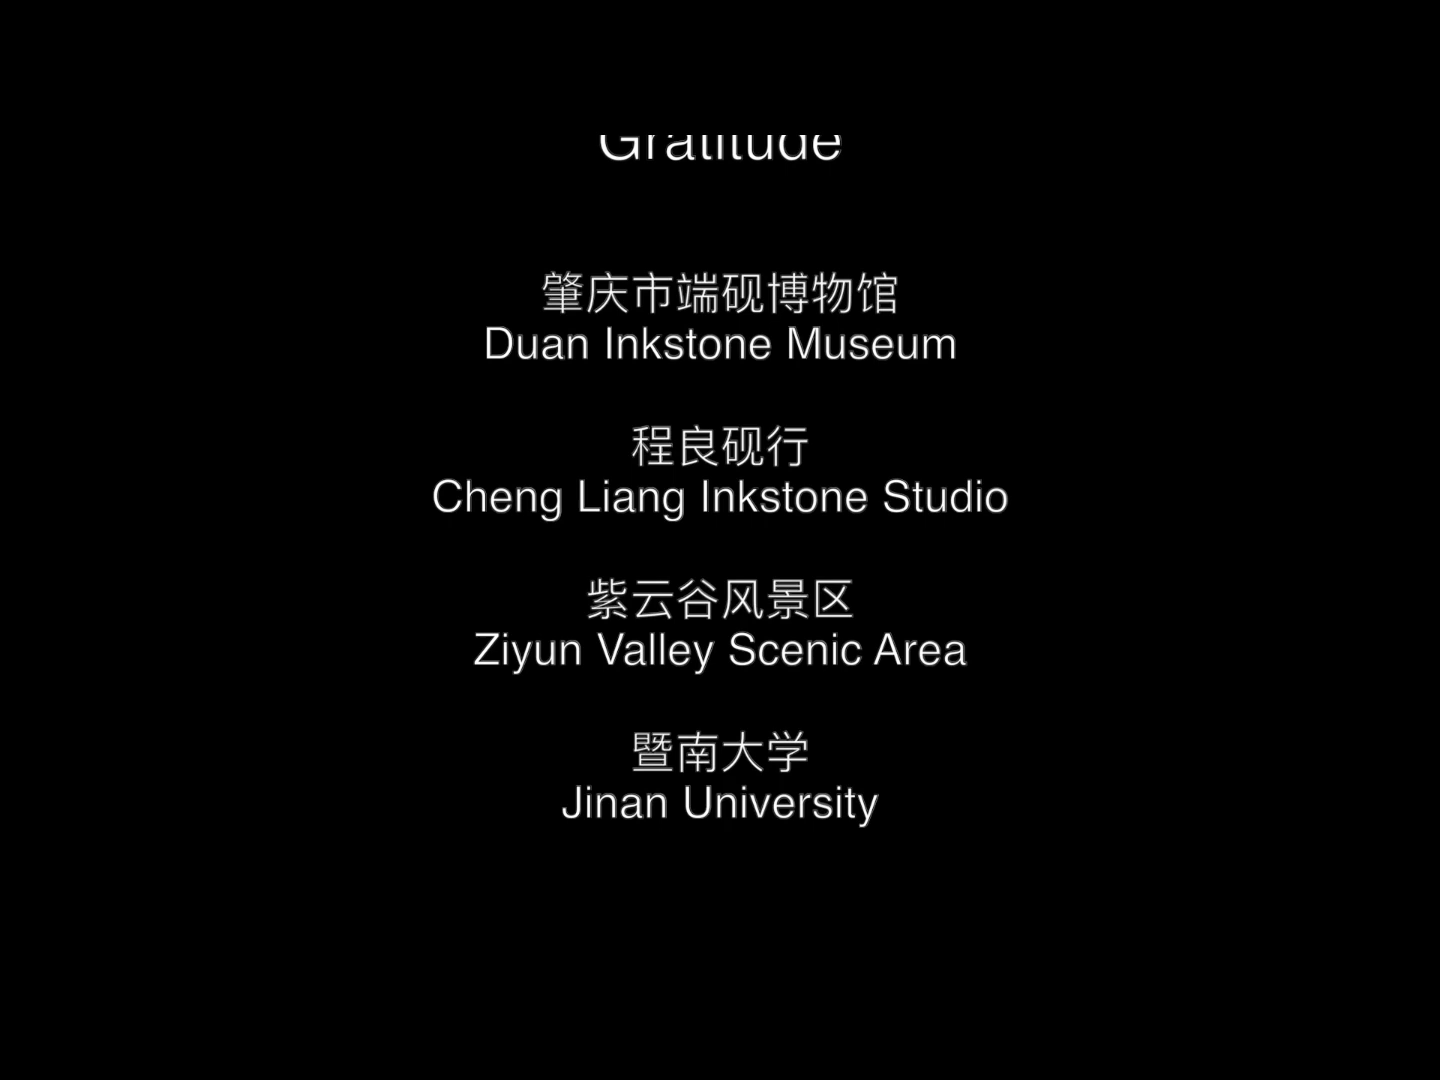 Gratitude
肇庆市端砚博物馆
Duan Inkstone Museum
程良砚行
Cheng Liang Inkstone Studio
紫云谷风景区
Ziyun Valley Scenic Area
暨南大学
Jinan University